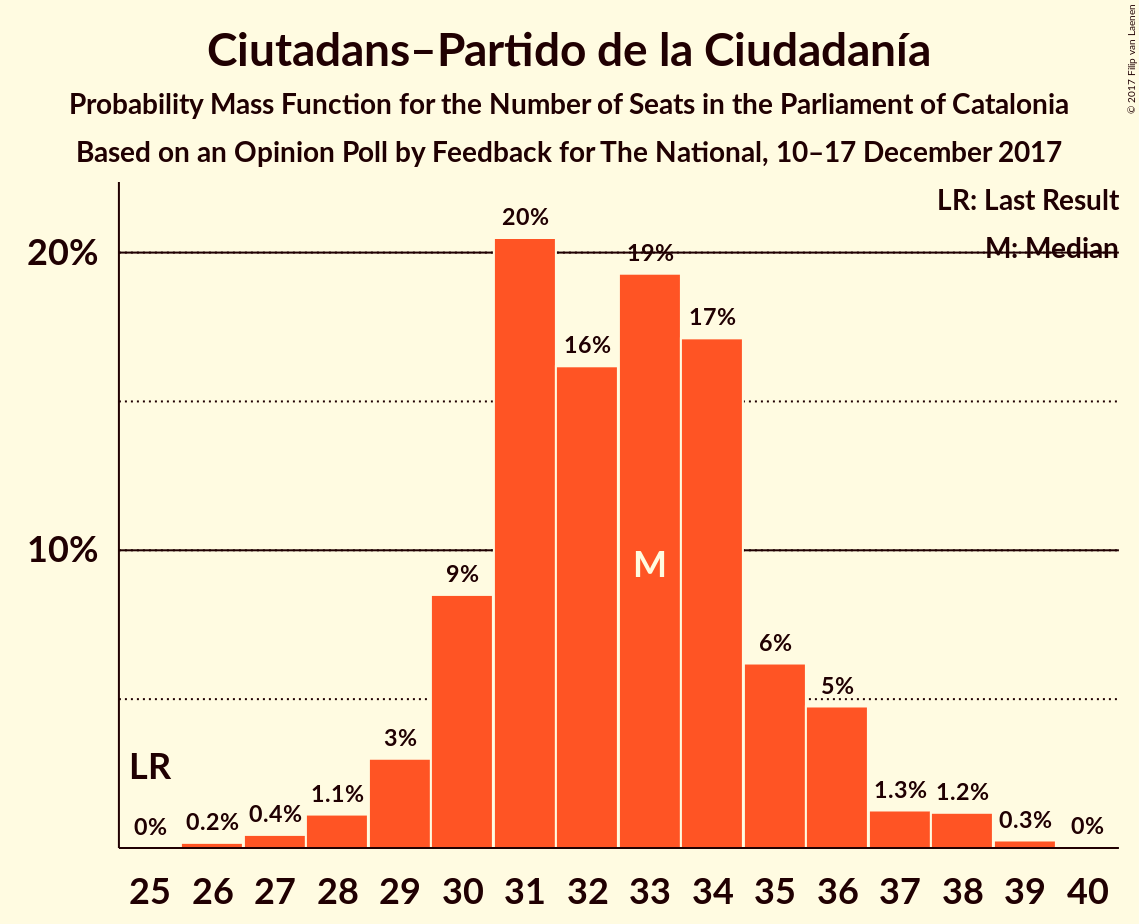 Ciutadans–Partido de la Ciudadanía
Probability Mass Function for the Number of Seats in the Parliament of Catalonia
Based on an Opinion Poll by Feedback for The National, 10–17 December 2017
© 2017 Filip van Laenen
LR: Last Result
M: Median
20%
10%
LR
0%
0.2%
0.4%
1.1%
3%
9%
20%
16%
19%
17%
6%
5%
1.3%
1.2%
0.3%
0%
M
25 26 27 28 29 30 31 32 33 34 35 36 37 38 39 40